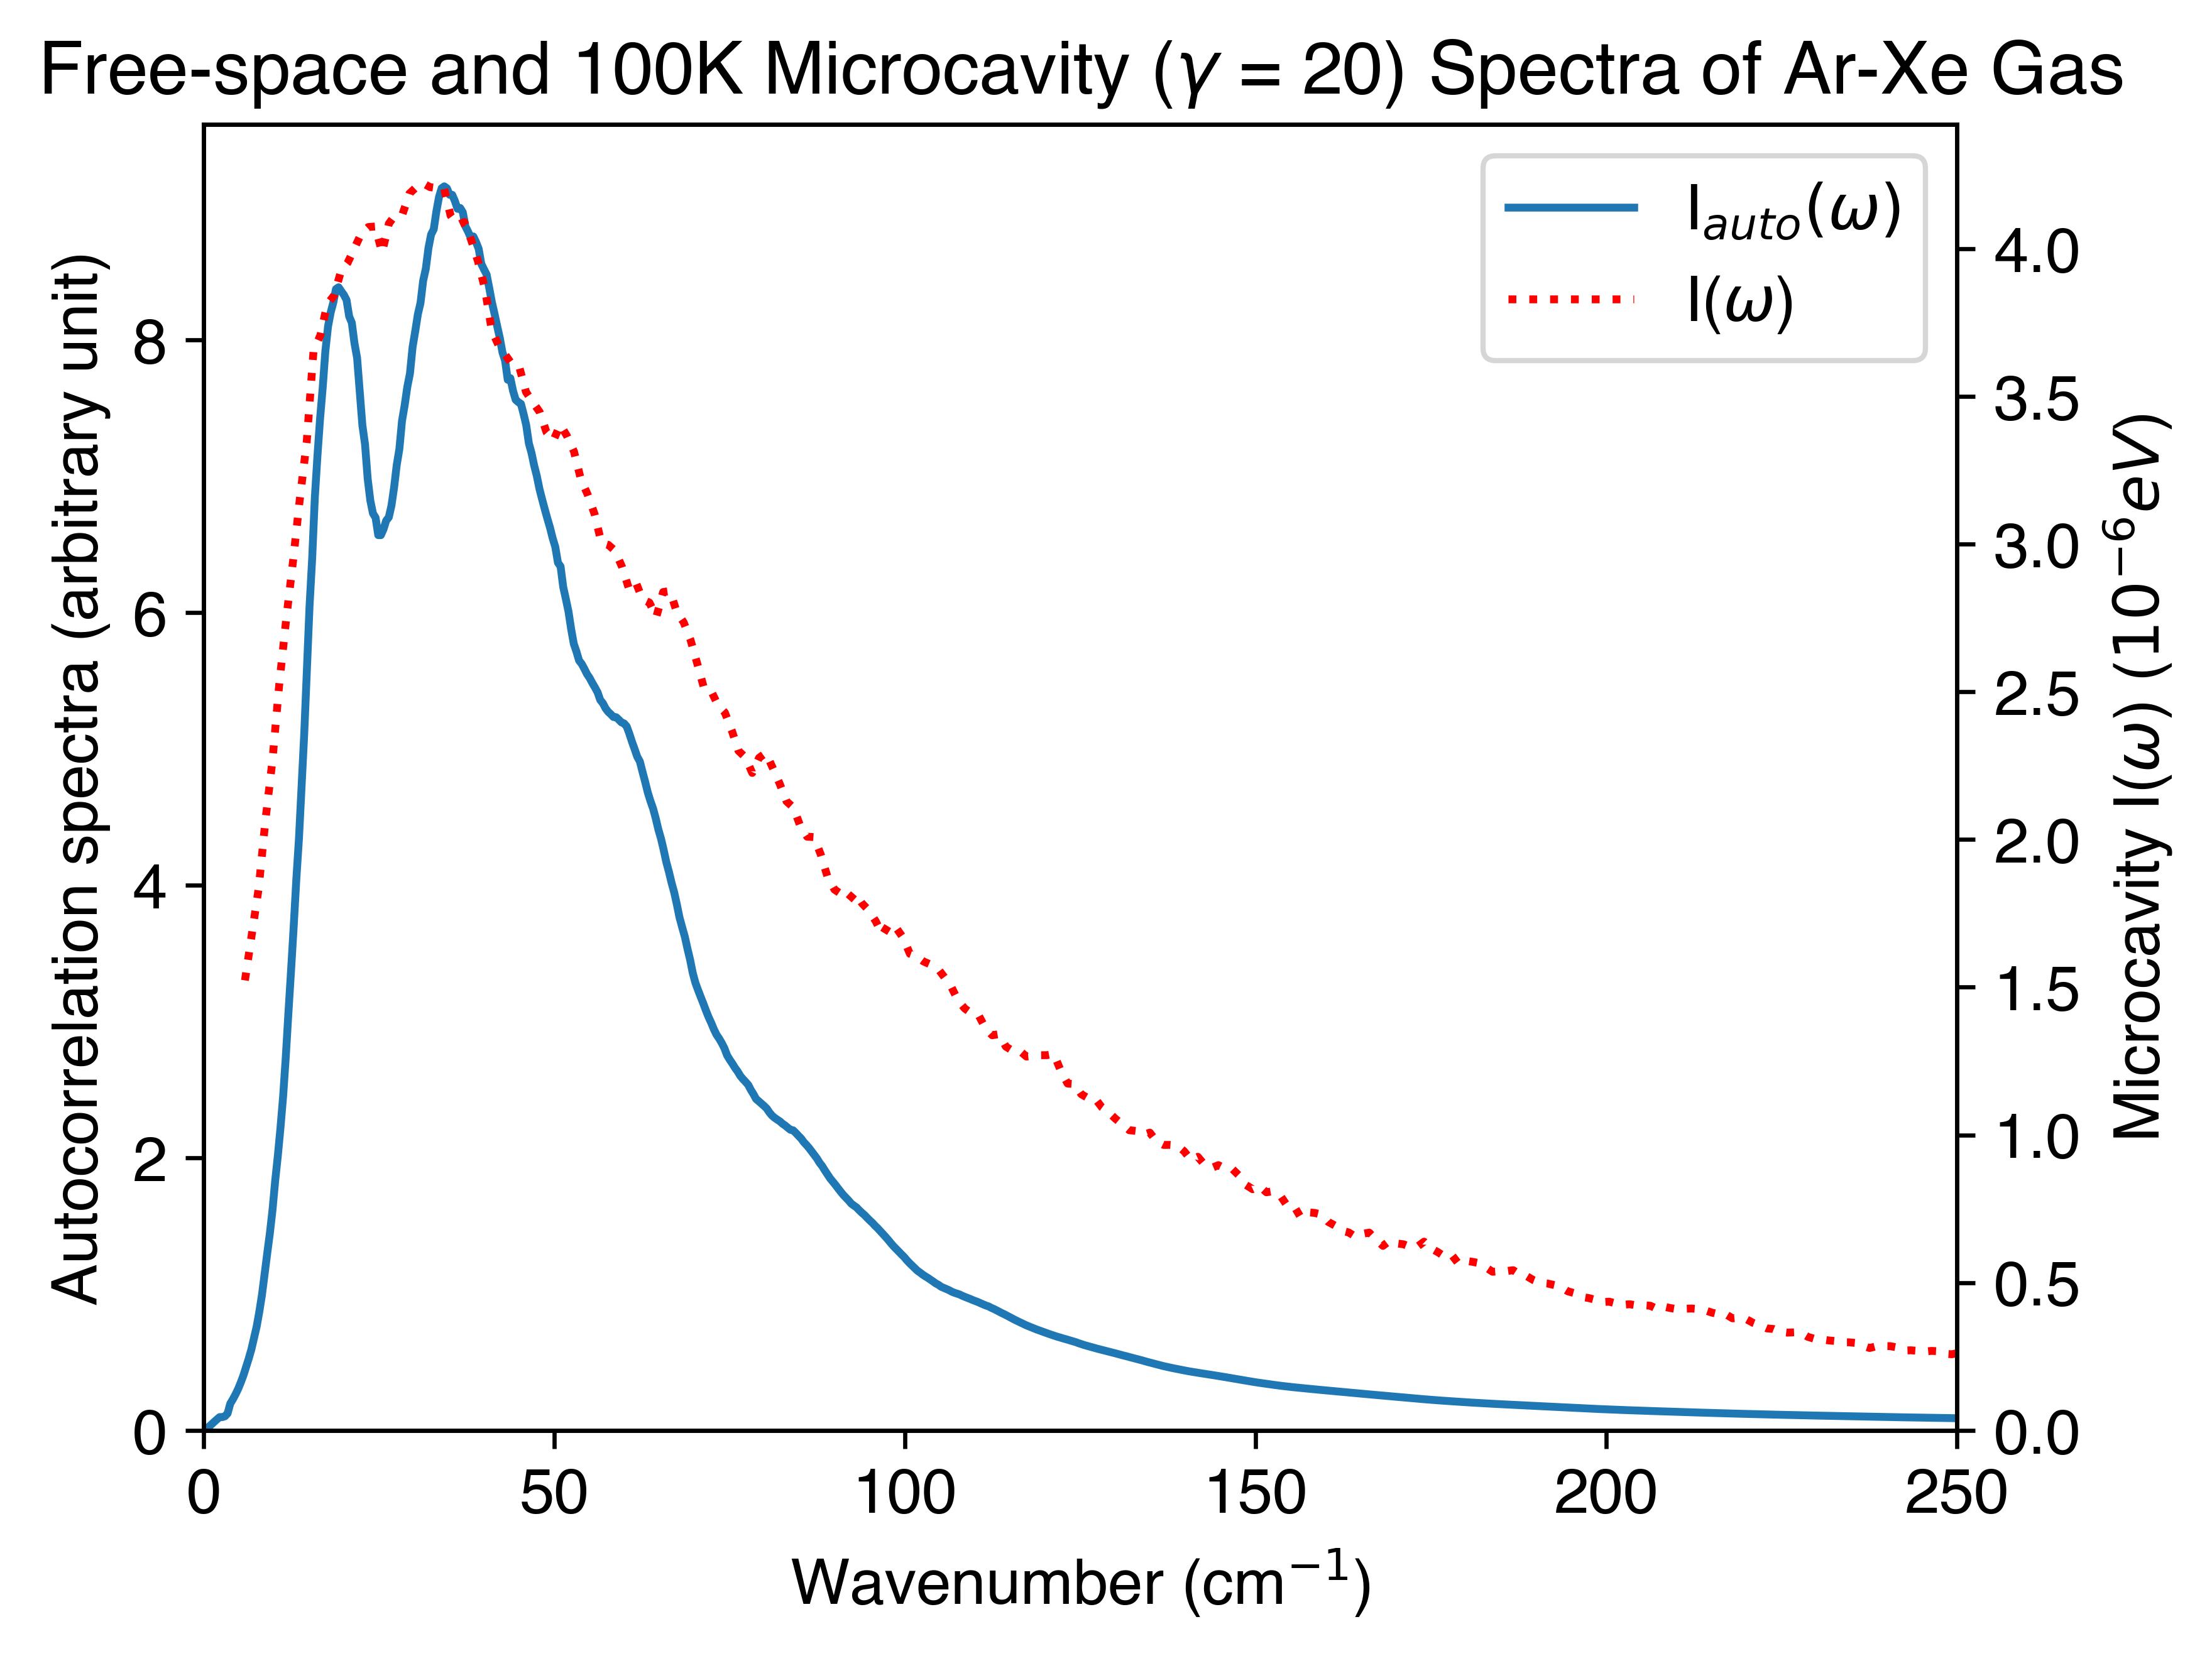 Free-space and 100K Microcavity (γ = 20) Spectra of Ar-Xe Gas
I_auto(ω)
I(ω)
Autocorrelation spectra (arbitrary unit)
8
6
4
2
0
4.0
3.5
3.0
2.5
2.0
1.5
1.0
0.5
0.0
Microcavity I(ω) (10⁻⁶eV)
0 50 100 150 200 250
Wavenumber (cm⁻¹)